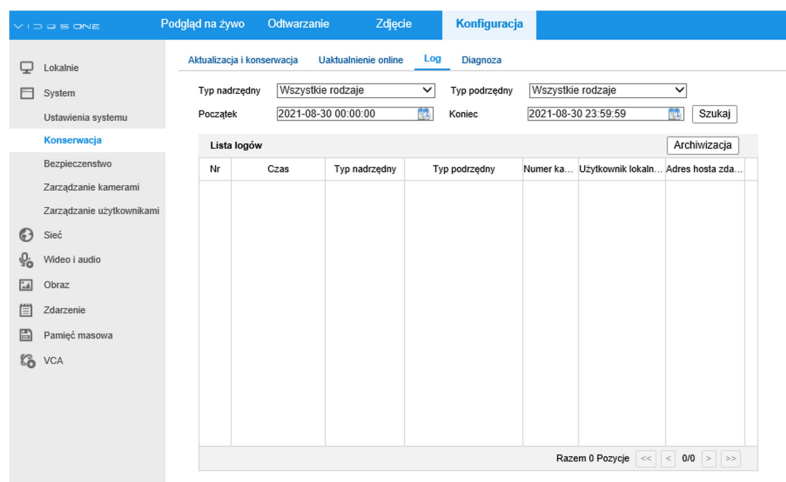 VIDOS ONE
Podgląd na żywo Odtwarzanie Zdjęcie Konfiguracja
Aktualizacja i konserwacja Uaktualnienie online Log Diagnoza
Lokalnie
System
Ustawienia systemu
Konserwacja
Bezpieczenstwo
Zarządzanie kamerami
Zarządzanie użytkownikami
Sieć
Wideo i audio
Obraz
Zdarzenie
Pamięć masowa
VCA
Typ nadrzędny Wszystkie rodzaje Typ podrzędny Wszystkie rodzaje
Początek 2021-08-30 00:00:00 Koniec 2021-08-30 23:59:59 Szukaj
Lista logów Archiwizacja
Nr Czas Typ nadrzędny Typ podrzędny Numer ka... Użytkownik lokaln... Adres hosta zda...
Razem 0 Pozycje << < 0/0 > >>